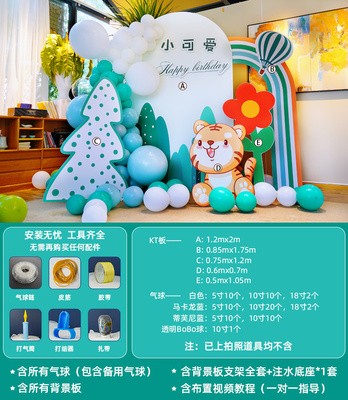 小可爱
Happy birthday
A
B
C
D
E
安装无忧 工具齐全
无需再购买任何配件
气球链
皮筋
胶带
打气筒
打结器
扎带
KT板—— A: 1.2mx2m
B: 0.85mx1.75m
C: 0.75mx1.2m
D: 0.6mx0.7m
E: 0.5mx1.05m
气球—— 白色: 5寸10个, 10寸10个, 18寸2个
马卡龙蓝: 5寸10个, 10寸10个, 18寸2个
蒂芙尼蓝: 5寸10个, 10寸10个
透明BoBo球: 10寸1个
注: 以上拍照道具均不含
★含所有气球(包含备用气球)
★含背景板支架全套+注水底座*1套
★含所有背景板
★含布置视频教程(一对一指导)